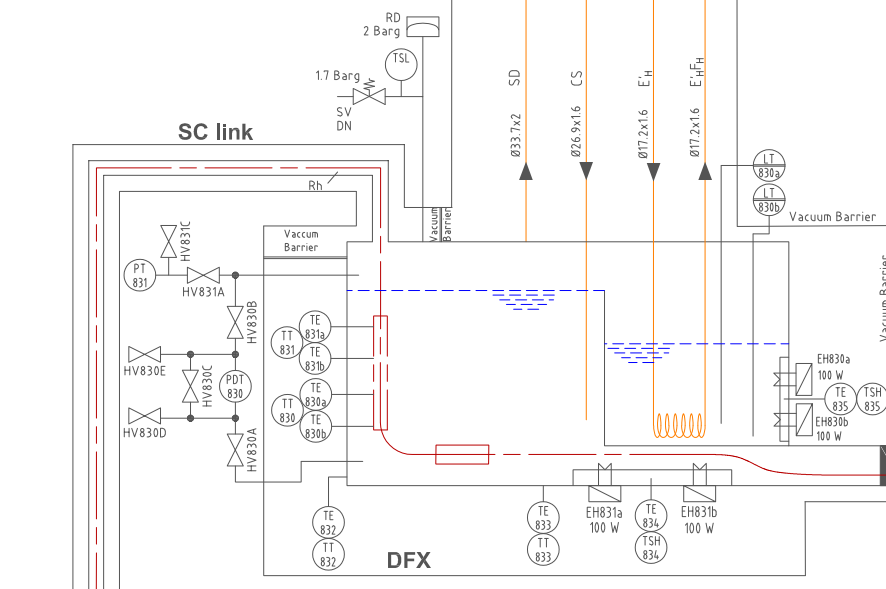 RD
2 Barg
TSL
1.7 Barg
SV
DN
SC link
Rh
SD
Ø33.7x2
CS
Ø26.9x1.6
E'H
Ø17.2x1.6
E'HFH
Ø17.2x1.6
LT
830a
LT
830b
Vacuum Barrier
Vacuum
Barrier
Vaccum
Barrier
Vacuum Barrier
HV831C
PT
831
HV831A
HV830B
HV830E
HV830C
PDT
830
HV830D
HV830A
TE
831a
TT
831
TE
831b
TE
830a
TT
830
TE
830b
EH830a
100 W
TE
835
TSH
835
EH830b
100 W
TE
832
TT
832
TE
833
TT
833
EH831a
100 W
TE
834
TSH
834
EH831b
100 W
DFX